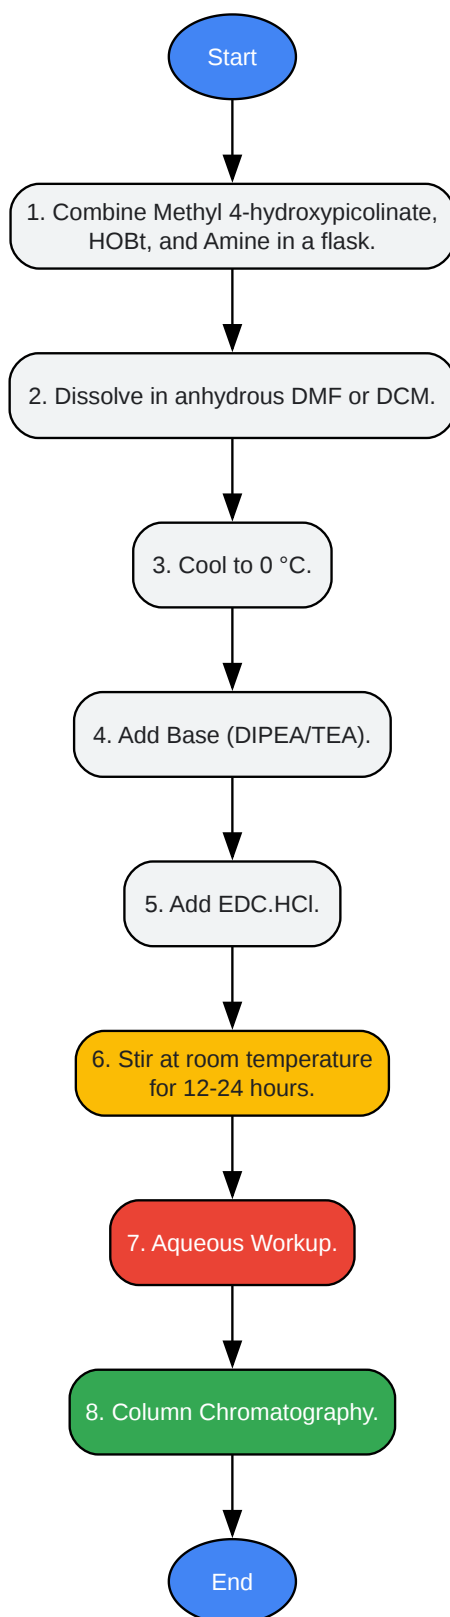 Start
1. Combine Methyl 4-hydroxypicolinate,
HOBt, and Amine in a flask.
2. Dissolve in anhydrous DMF or DCM.
3. Cool to 0 °C.
4. Add Base (DIPEA/TEA).
5. Add EDC.HCl.
6. Stir at room temperature
for 12-24 hours.
7. Aqueous Workup.
8. Column Chromatography.
End